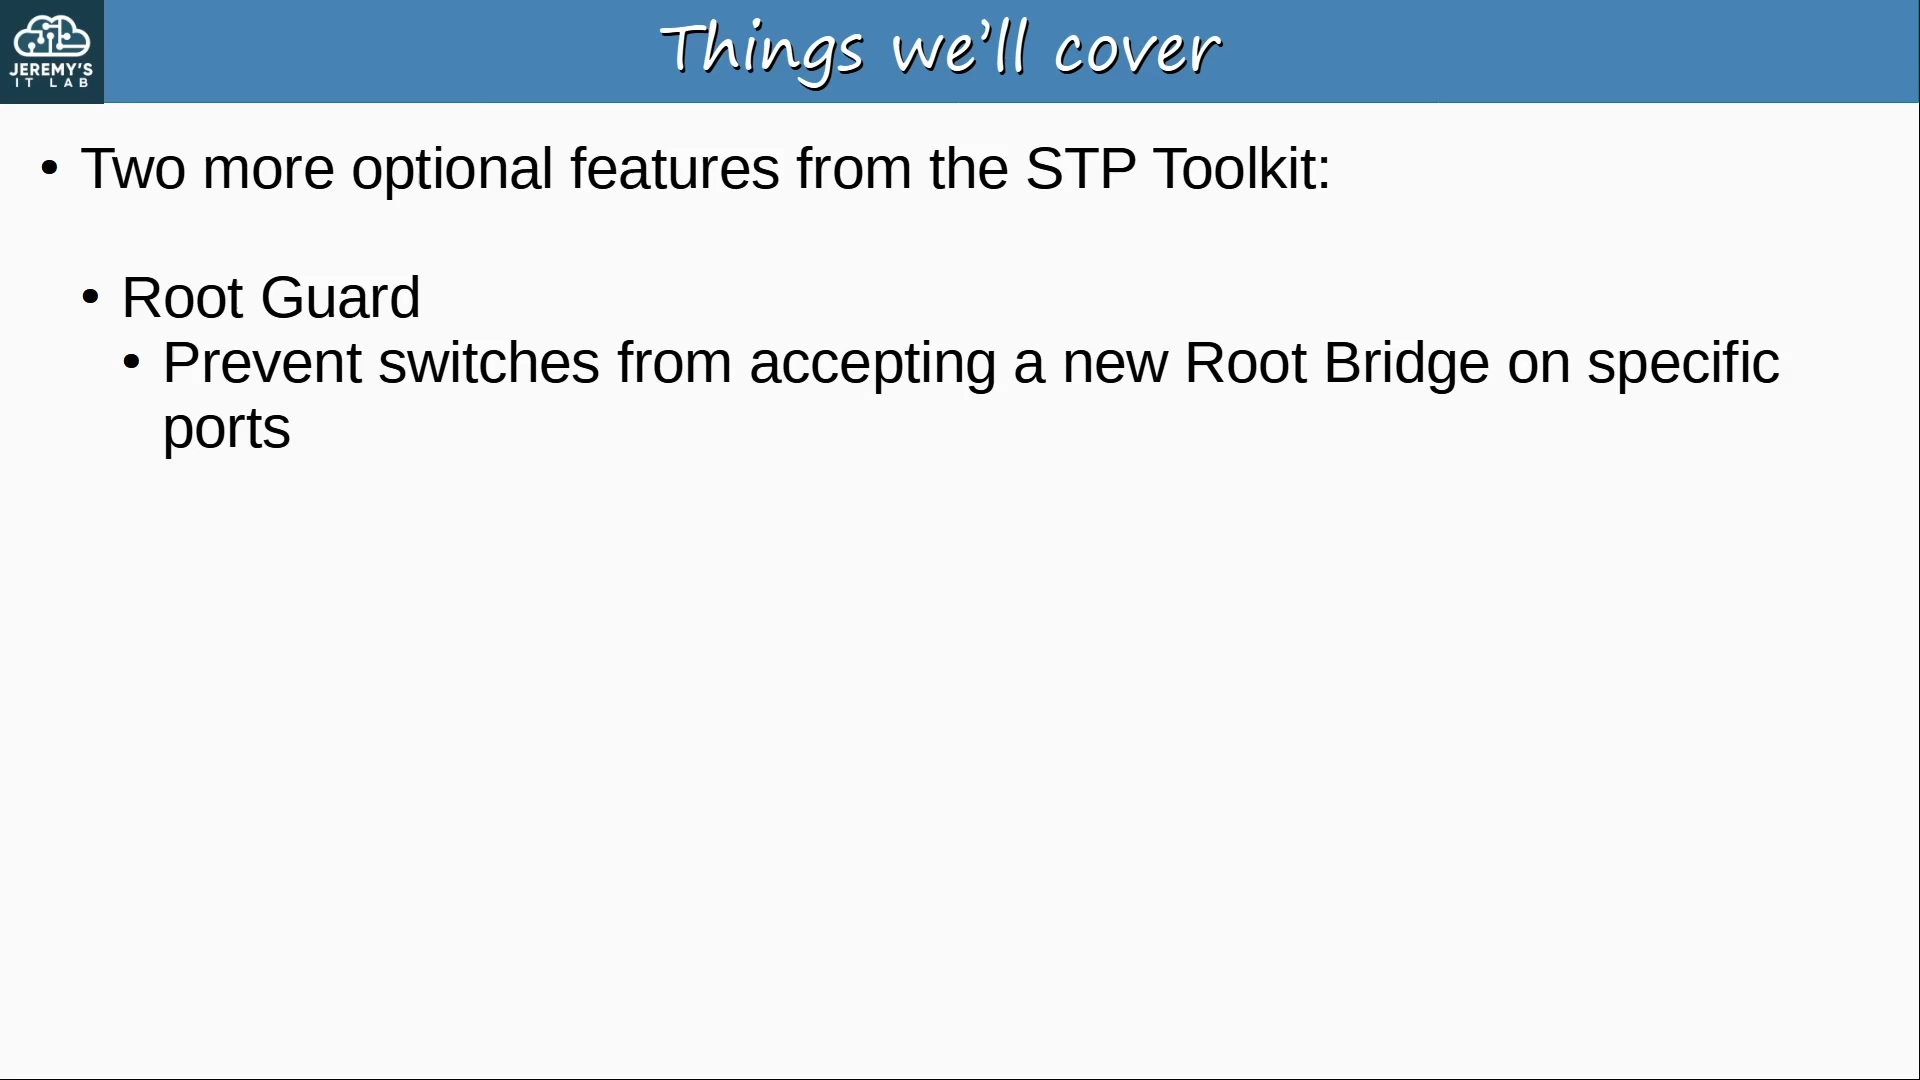 JEREMY'S
IT LAB
Things we'll cover
• Two more optional features from the STP Toolkit:
• Root Guard
• Prevent switches from accepting a new Root Bridge on specific
ports